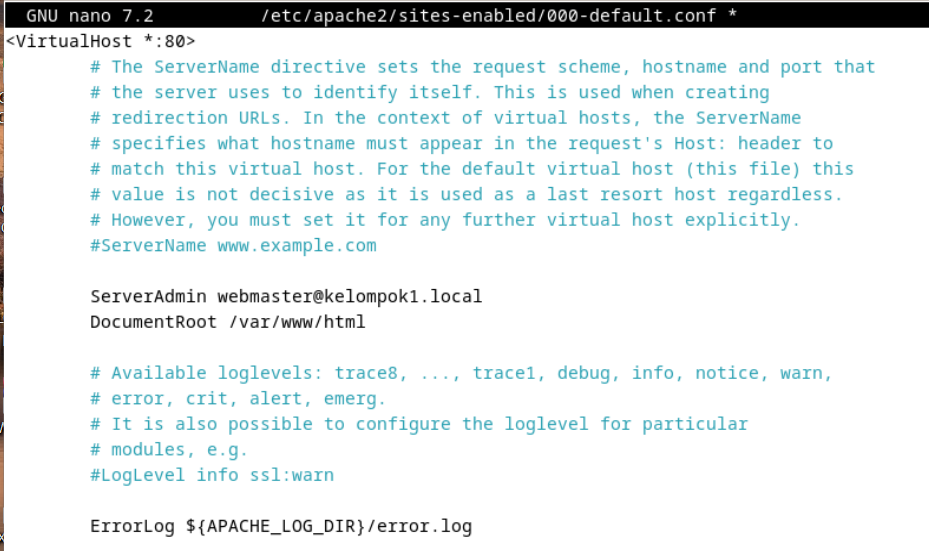 GNU nano 7.2 /etc/apache2/sites-enabled/000-default.conf *
<VirtualHost *:80>
# The ServerName directive sets the request scheme, hostname and port that
# the server uses to identify itself. This is used when creating
# redirection URLs. In the context of virtual hosts, the ServerName
# specifies what hostname must appear in the request's Host: header to
# match this virtual host. For the default virtual host (this file) this
# value is not decisive as it is used as a last resort host regardless.
# However, you must set it for any further virtual host explicitly.
#ServerName www.example.com
ServerAdmin webmaster@kelompok1.local
DocumentRoot /var/www/html
# Available loglevels: trace8, ..., trace1, debug, info, notice, warn,
# error, crit, alert, emerg.
# It is also possible to configure the loglevel for particular
# modules, e.g.
#LogLevel info ssl:warn
ErrorLog ${APACHE_LOG_DIR}/error.log